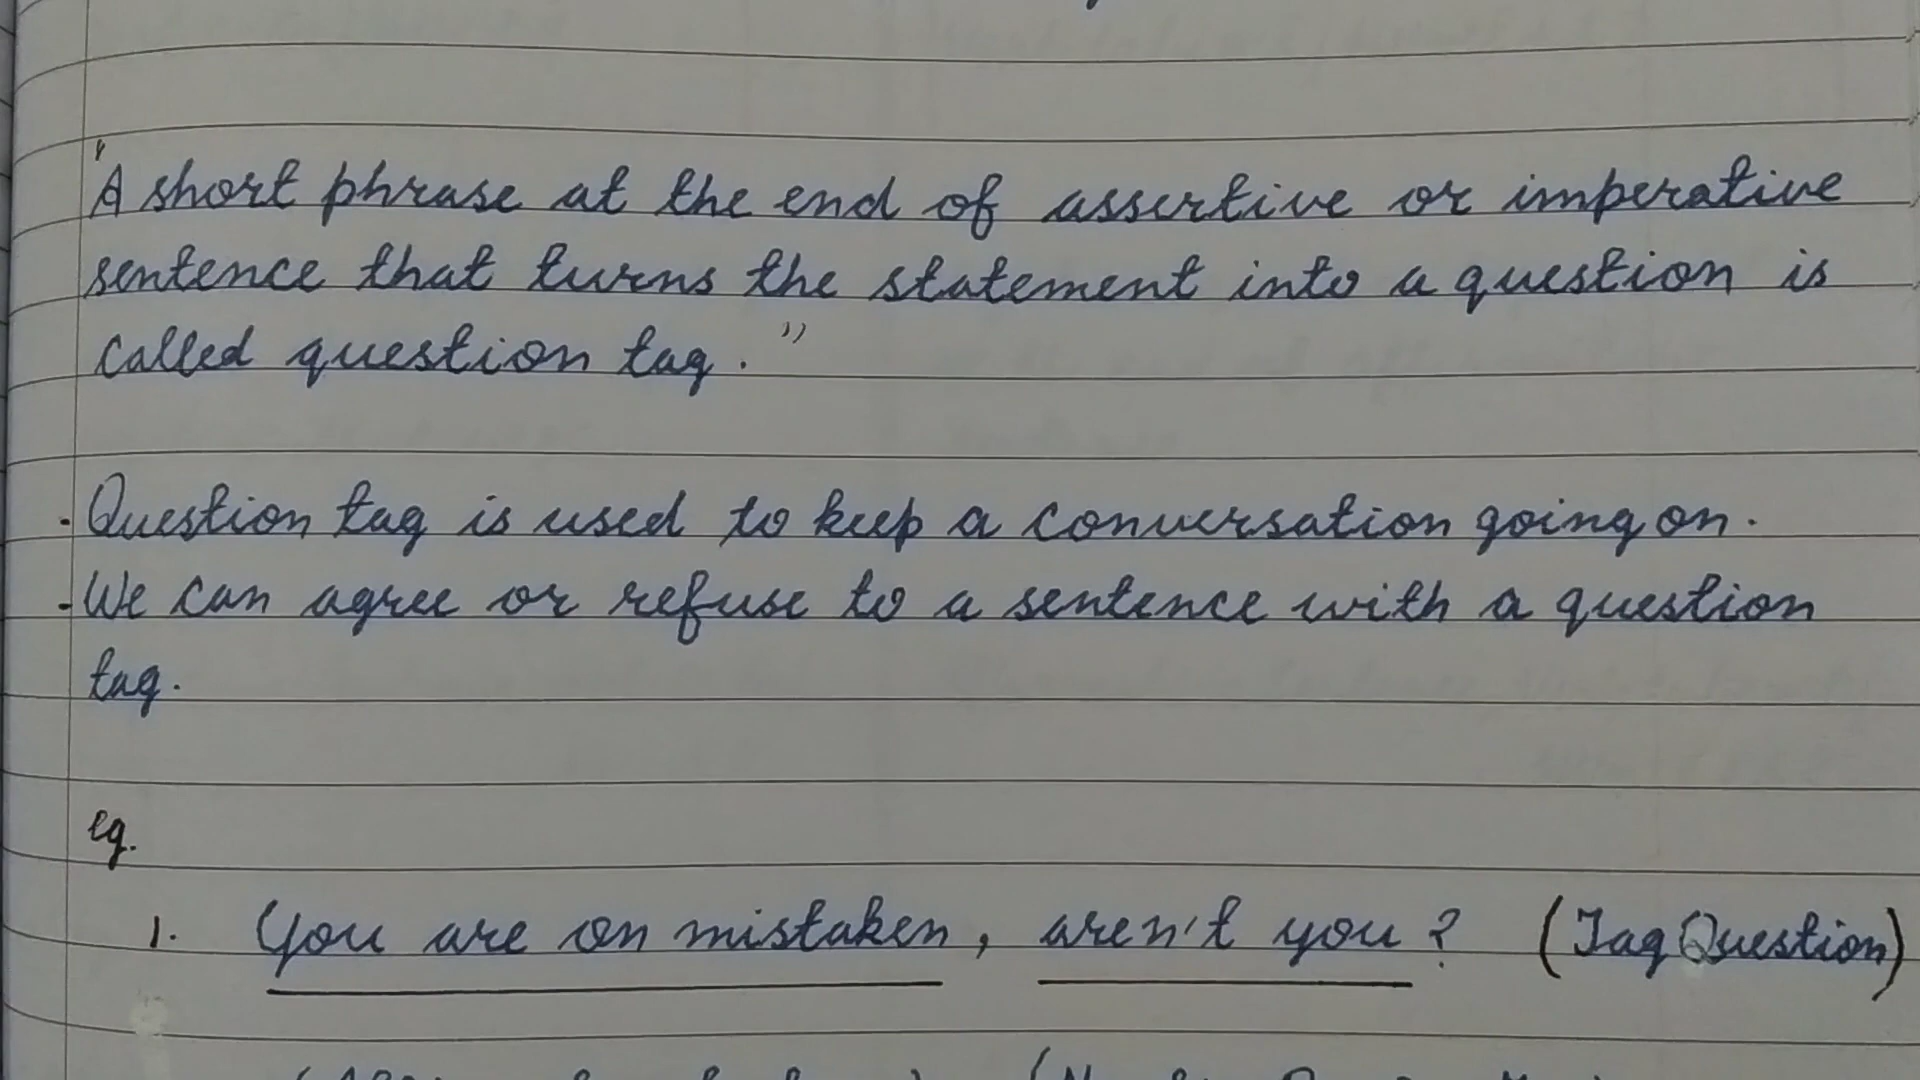 "A short phrase at the end of assertive or imperative
sentence that turns the statement into a question is
called question tag."
. Question tag is used to keep a conversation going on.
. We can agree or refuse to a sentence with a question
tag.
eg.
1. You are on mistaken, aren't you? (Tag Question)